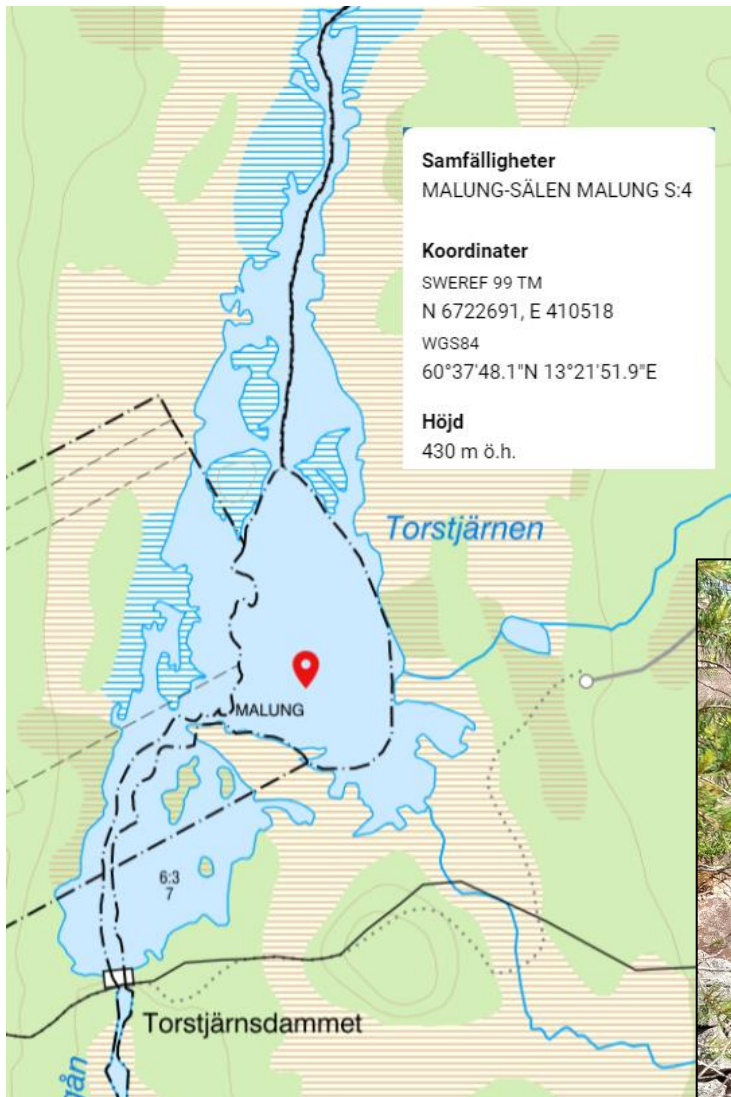 Samfälligheter
MALUNG-SÄLEN MALUNG S:4
Koordinater
SWEREF 99 TM
N 6722691, E 410518
WGS84
60°37'48.1"N 13°21'51.9"E
Höjd
430 m ö.h.
Torstjärnen
MALUNG
6:3
7
Torstjärnsdammet